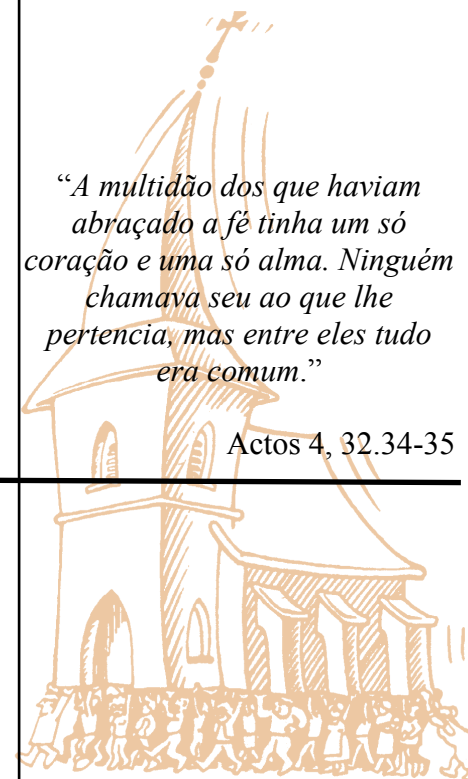 “A multidão dos que haviam
abraçado a fé tinha um só
coração e uma só alma. Ninguém
chamava seu ao que lhe
pertencia, mas entre eles tudo
era comum.”
Actos 4, 32.34-35